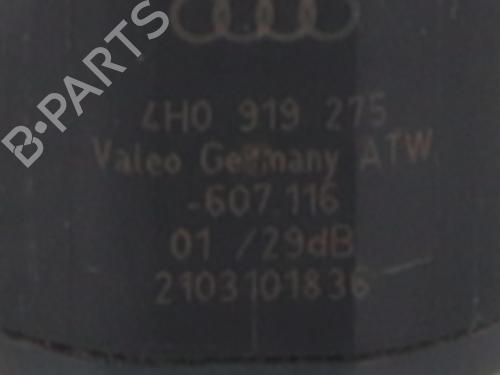 B-PARTS
4H0 919 275
Valeo Germany ATW
-607.116
01 /29dB
2103101836